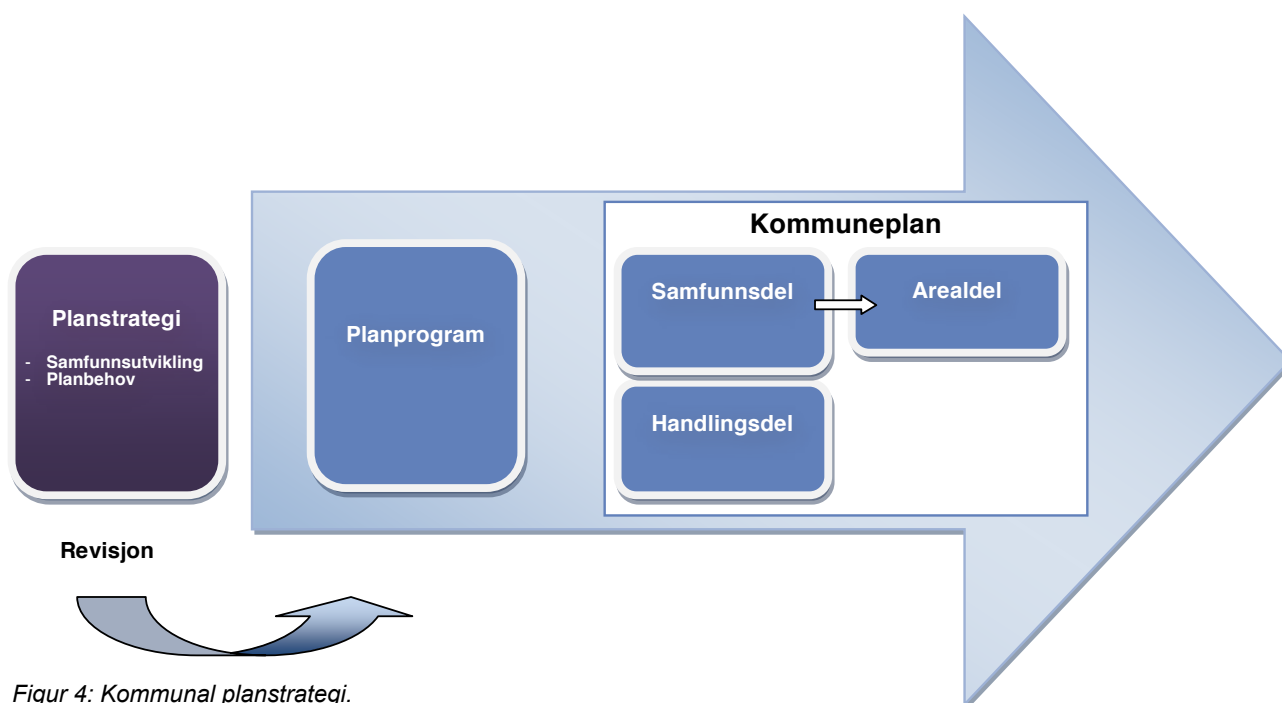 Kommuneplan
Planstrategi
- Samfunnsutvikling
- Planbehov
Planprogram
Samfunnsdel
Arealdel
Handlingsdel
Revisjon
Figur 4: Kommunal planstrategi.